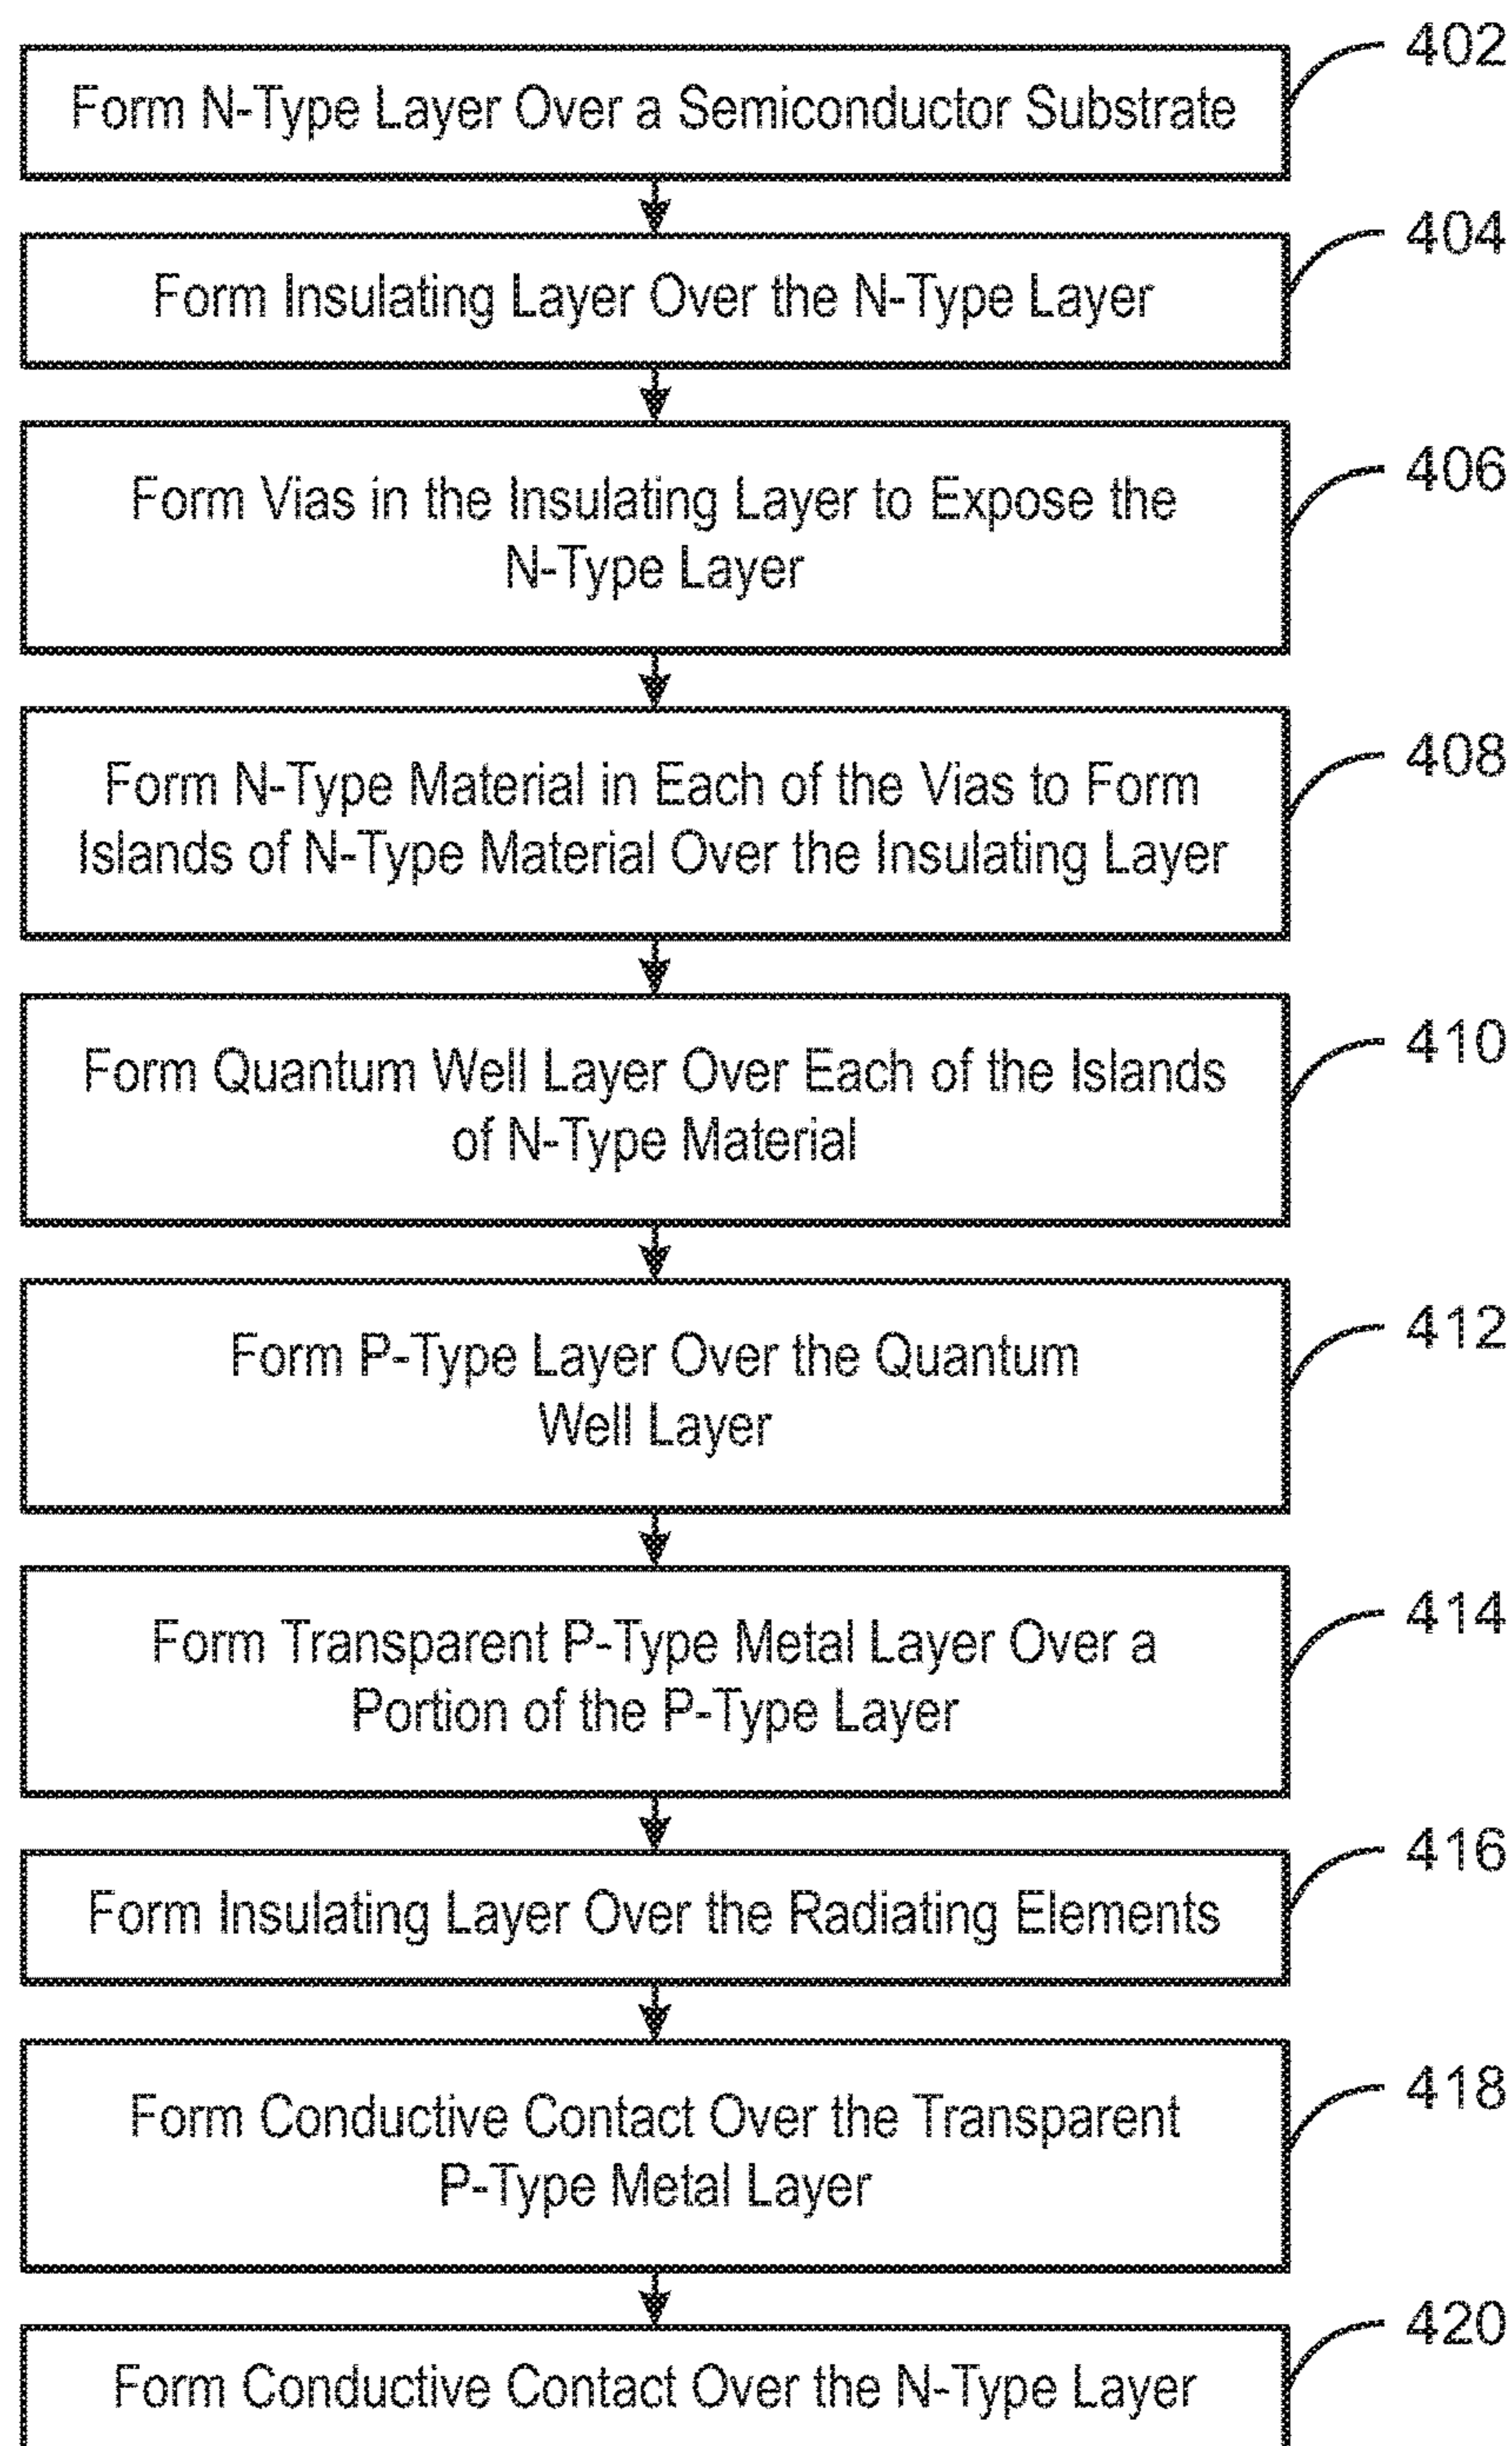 402
Form N-Type Layer Over a Semiconductor Substrate
404
Form Insulating Layer Over the N-Type Layer
406
Form Vias in the Insulating Layer to Expose the
N-Type Layer
408
Form N-Type Material in Each of the Vias to Form
Islands of N-Type Material Over the Insulating Layer
410
Form Quantum Well Layer Over Each of the Islands
of N-Type Material
412
Form P-Type Layer Over the Quantum
Well Layer
414
Form Transparent P-Type Metal Layer Over a
Portion of the P-Type Layer
416
Form Insulating Layer Over the Radiating Elements
418
Form Conductive Contact Over the Transparent
P-Type Metal Layer
420
Form Conductive Contact Over the N-Type Layer